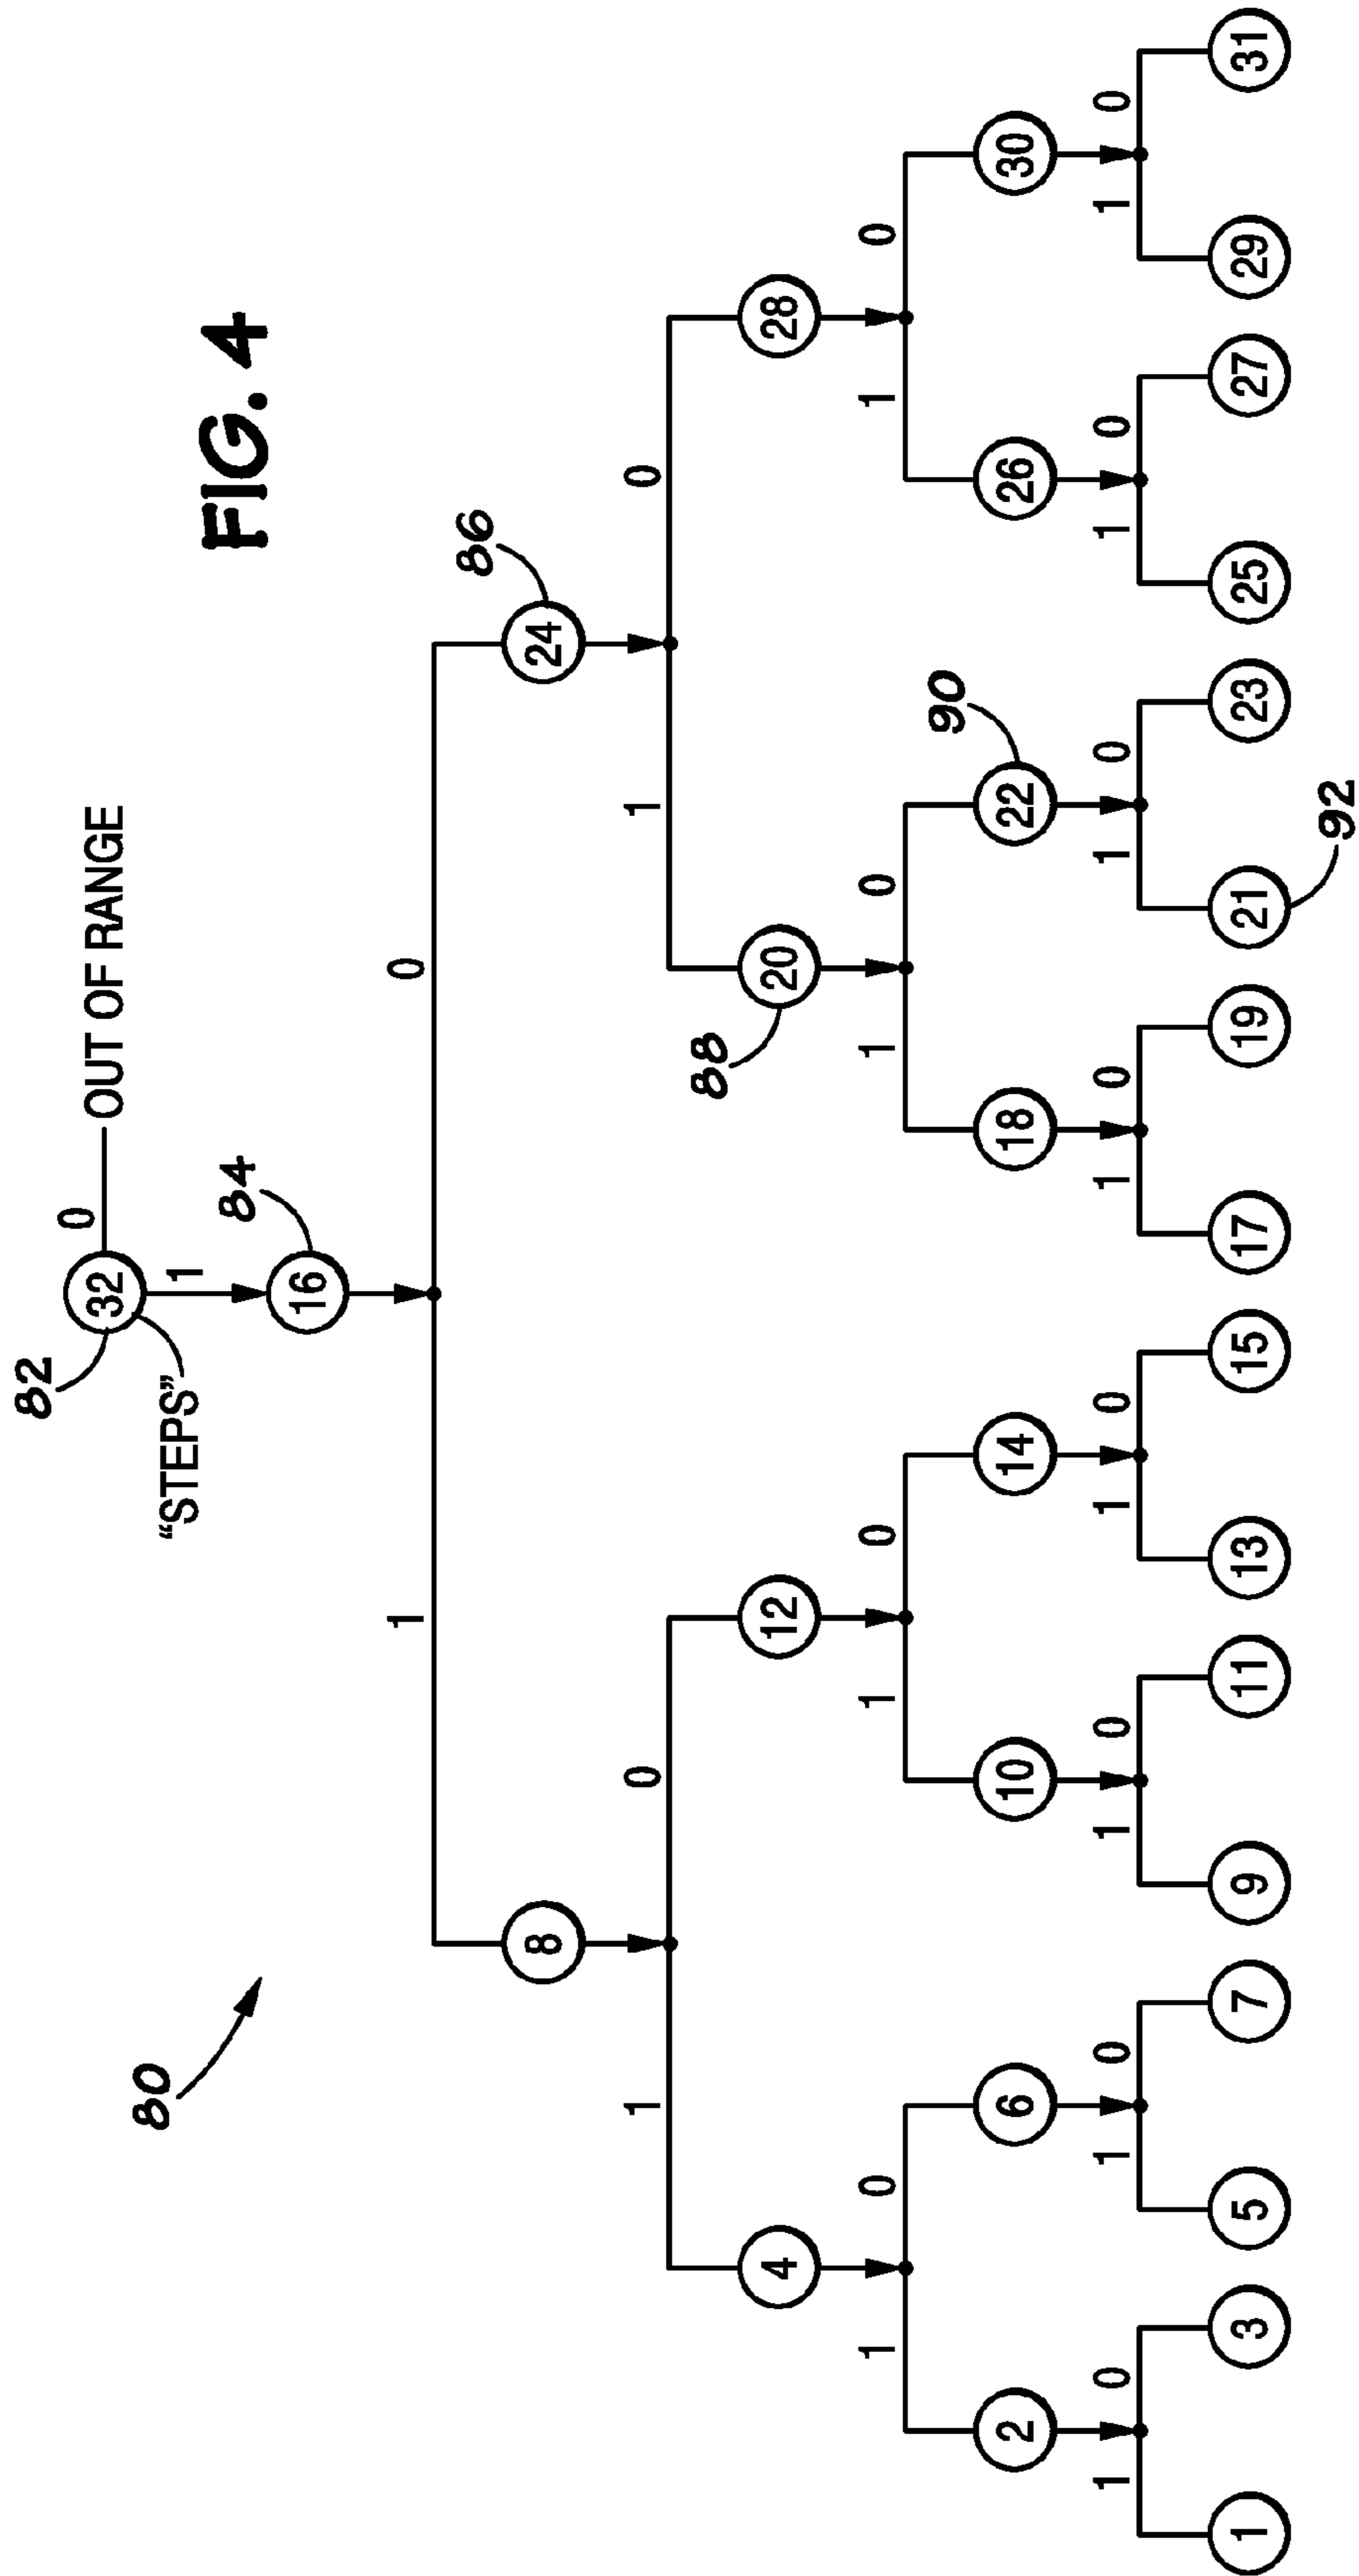 FIG. 4
80
82
32
0 OUT OF RANGE
"STEPS"
1
84
16
1 0
8
24
86
1 0 1 0
4 12 20 28
88
1 0 1 0 1 0 1 0
2 6 10 14 18 22 26 30
90
1 0 1 0 1 0 1 0 1 0 1 0 1 0 1 0
1 3 5 7 9 11 13 15 17 19 21 23 25 27 29 31
92